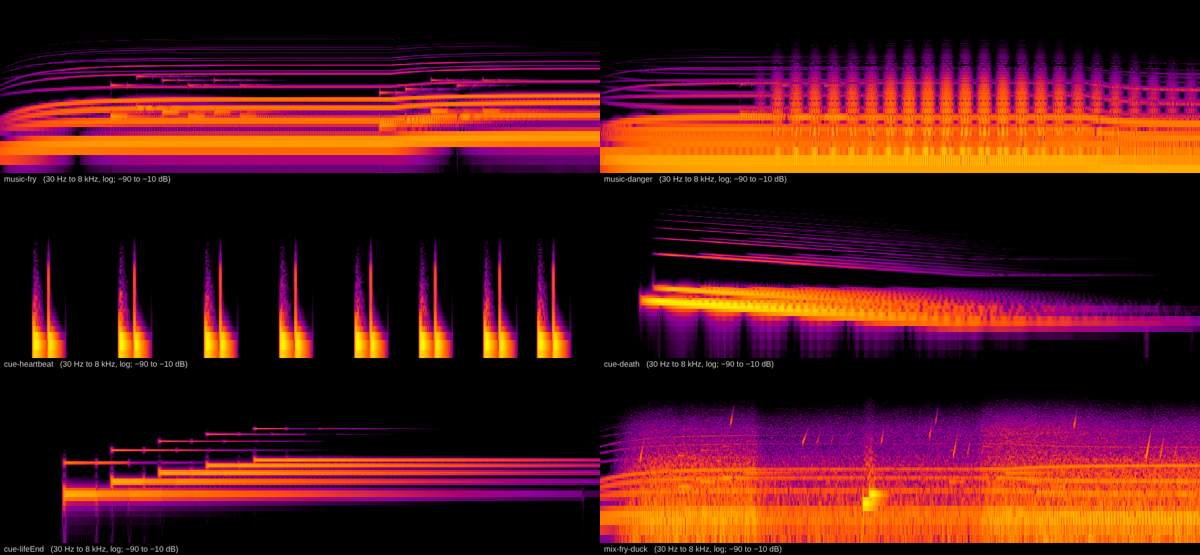 music-fry (30 Hz to 8 kHz, log; −90 to −10 dB)
music-danger (30 Hz to 8 kHz, log; −90 to −10 dB)
cue-heartbeat (30 Hz to 8 kHz, log; −90 to −10 dB)
cue-death (30 Hz to 8 kHz, log; −90 to −10 dB)
cue-lifeEnd (30 Hz to 8 kHz, log; −90 to −10 dB)
mix-fry-duck (30 Hz to 8 kHz, log; −90 to −10 dB)